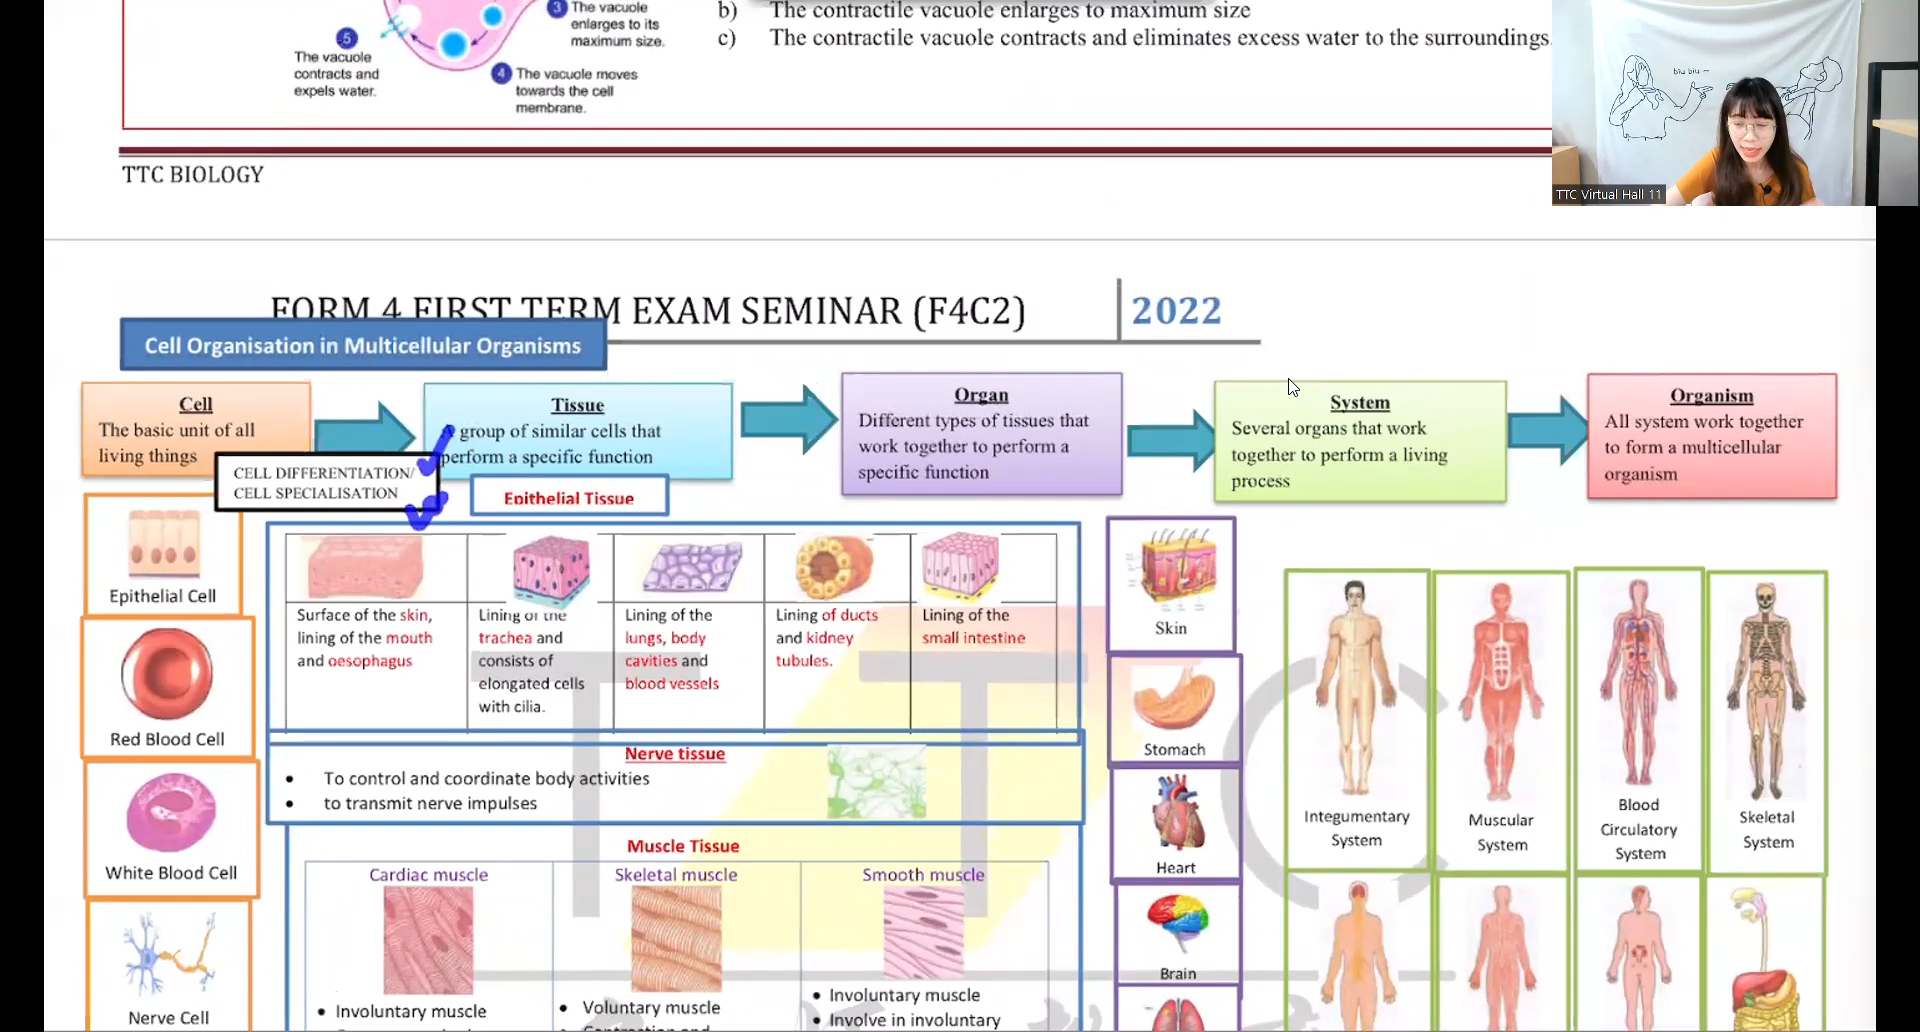 3 The vacuole
enlarges to its
maximum size.
5
The vacuole
contracts and
expels water.
4 The vacuole moves
towards the cell
membrane.
b) The contractile vacuole enlarges to maximum size
c) The contractile vacuole contracts and eliminates excess water to the surroundings.
biu biu ~
TTC Virtual Hall 11
TTC BIOLOGY
FORM 4 FIRST TERM EXAM SEMINAR (F4C2) 2022
Cell Organisation in Multicellular Organisms
Cell
The basic unit of all
living things
Tissue
A group of similar cells that
perform a specific function
Organ
Different types of tissues that
work together to perform a
specific function
System
Several organs that work
together to perform a living
process
Organism
All system work together
to form a multicellular
organism
CELL DIFFERENTIATION/
CELL SPECIALISATION
Epithelial Tissue
Epithelial Cell
Red Blood Cell
White Blood Cell
Nerve Cell
Surface of the skin,
lining of the mouth
and oesophagus
Lining of the
trachea and
consists of
elongated cells
with cilia.
Lining of the
lungs, body
cavities and
blood vessels
Lining of ducts
and kidney
tubules.
Lining of the
small intestine
Nerve tissue
• To control and coordinate body activities
• to transmit nerve impulses
Muscle Tissue
Cardiac muscle
• Involuntary muscle
Skeletal muscle
• Voluntary muscle
Contraction and
Smooth muscle
• Involuntary muscle
• Involve in involuntary
Skin
Stomach
Heart
Brain
Integumentary
System
Muscular
System
Blood
Circulatory
System
Skeletal
System
TTC